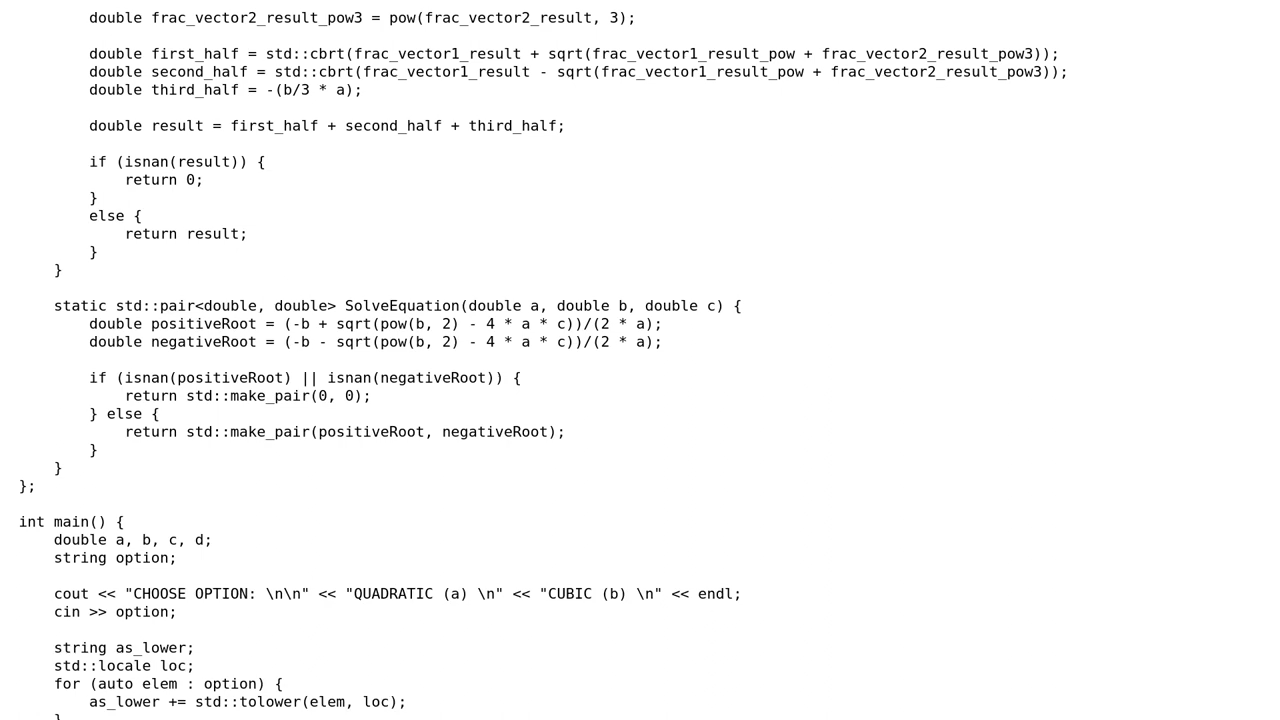 double frac_vector2_result_pow3 = pow(frac_vector2_result, 3);
double first_half = std::cbrt(frac_vector1_result + sqrt(frac_vector1_result_pow + frac_vector2_result_pow3));
double second_half = std::cbrt(frac_vector1_result - sqrt(frac_vector1_result_pow + frac_vector2_result_pow3));
double third_half = -(b/3 * a);
double result = first_half + second_half + third_half;
if (isnan(result)) {
return 0;
}
else {
return result;
}
}
static std::pair<double, double> SolveEquation(double a, double b, double c) {
double positiveRoot = (-b + sqrt(pow(b, 2) - 4 * a * c))/(2 * a);
double negativeRoot = (-b - sqrt(pow(b, 2) - 4 * a * c))/(2 * a);
if (isnan(positiveRoot) || isnan(negativeRoot)) {
return std::make_pair(0, 0);
} else {
return std::make_pair(positiveRoot, negativeRoot);
}
}
};
int main() {
double a, b, c, d;
string option;
cout << "CHOOSE OPTION: \n\n" << "QUADRATIC (a) \n" << "CUBIC (b) \n" << endl;
cin >> option;
string as_lower;
std::locale loc;
for (auto elem : option) {
as_lower += std::tolower(elem, loc);
}